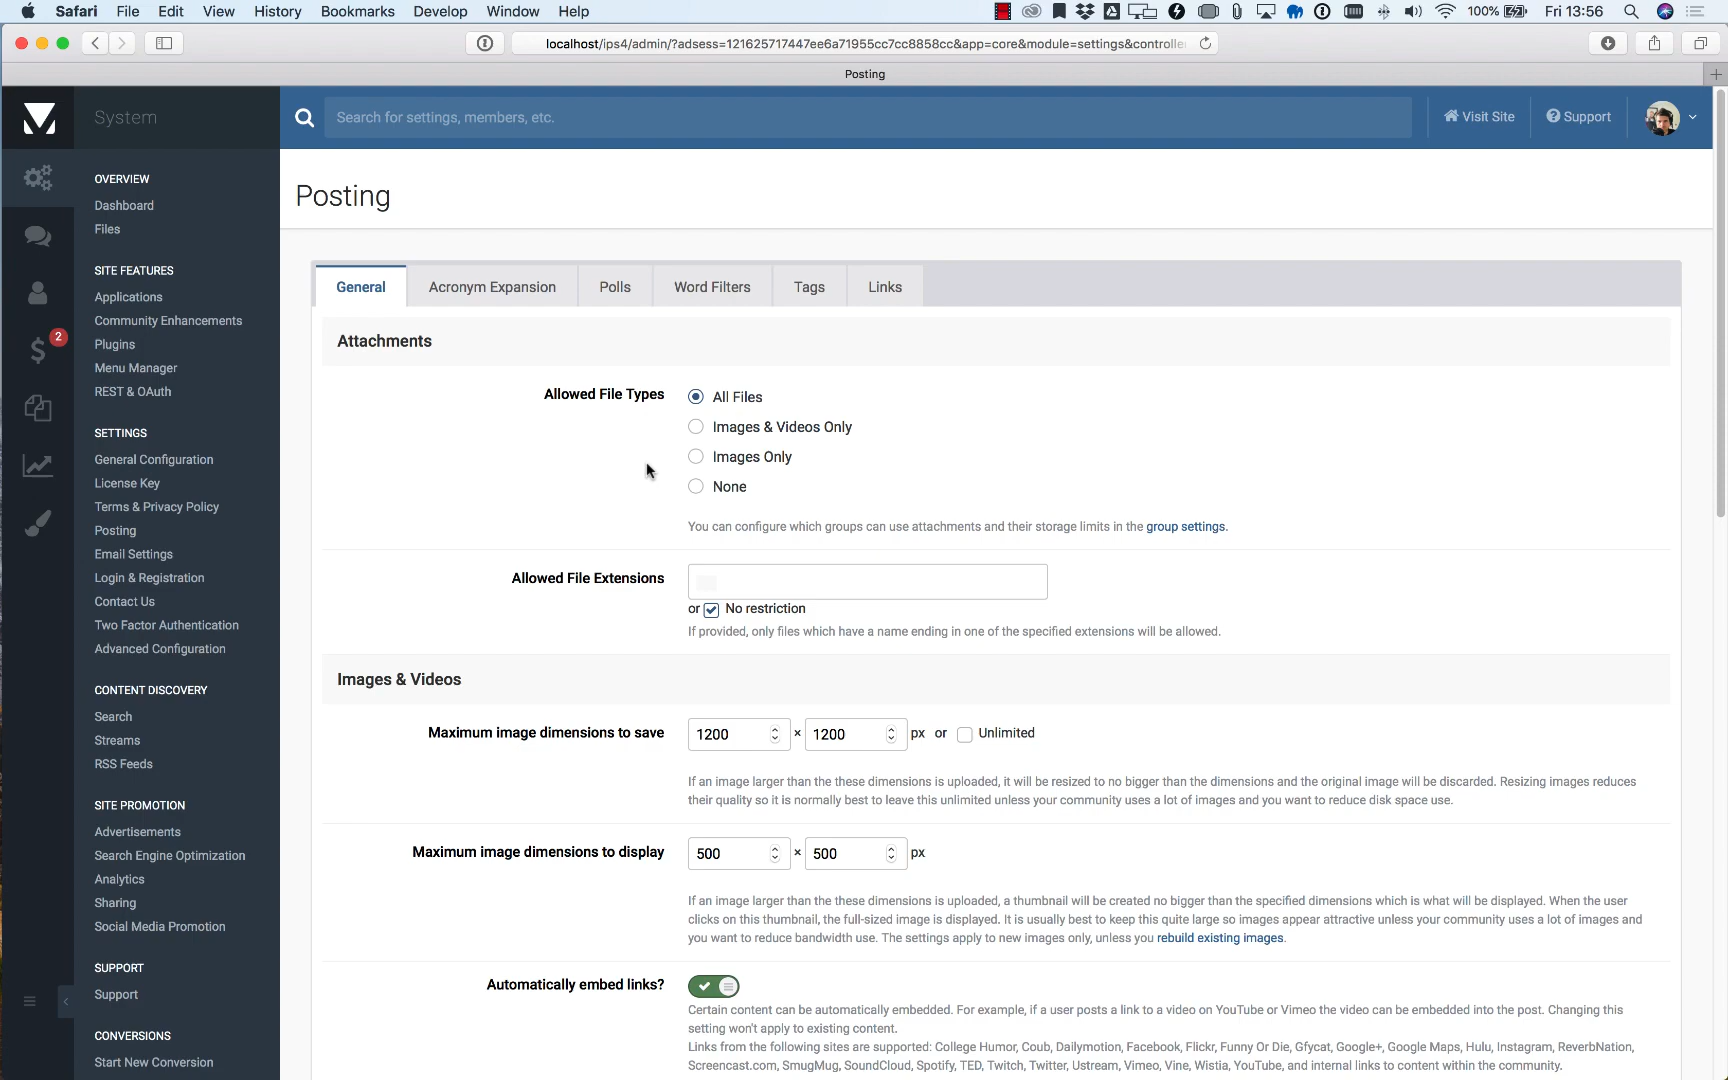 Safari File Edit View History Bookmarks Develop Window Help 100% Fri 13:56
localhost/ips4/admin/?adsess=121625717447ee6a71955cc7cc8858cc&app=core&module=settings&controlle
Posting
System
Search for settings, members, etc.
Visit Site
Support
2
OVERVIEW
Dashboard
Files
SITE FEATURES
Applications
Community Enhancements
Plugins
Menu Manager
REST & OAuth
SETTINGS
General Configuration
License Key
Terms & Privacy Policy
Posting
Email Settings
Login & Registration
Contact Us
Two Factor Authentication
Advanced Configuration
CONTENT DISCOVERY
Search
Streams
RSS Feeds
SITE PROMOTION
Advertisements
Search Engine Optimization
Analytics
Sharing
Social Media Promotion
SUPPORT
Support
CONVERSIONS
Start New Conversion
Posting
General Acronym Expansion Polls Word Filters Tags Links
Attachments
Allowed File Types
All Files
Images & Videos Only
Images Only
None
You can configure which groups can use attachments and their storage limits in the group settings.
Allowed File Extensions
or No restriction
If provided, only files which have a name ending in one of the specified extensions will be allowed.
Images & Videos
Maximum image dimensions to save 1200 × 1200 px or Unlimited
If an image larger than the these dimensions is uploaded, it will be resized to no bigger than the dimensions and the original image will be discarded. Resizing images reduces
their quality so it is normally best to leave this unlimited unless your community uses a lot of images and you want to reduce disk space use.
Maximum image dimensions to display 500 × 500 px
If an image larger than the these dimensions is uploaded, a thumbnail will be created no bigger than the specified dimensions which is what will be displayed. When the user
clicks on this thumbnail, the full-sized image is displayed. It is usually best to keep this quite large so images appear attractive unless your community uses a lot of images and
you want to reduce bandwidth use. The settings apply to new images only, unless you rebuild existing images.
Automatically embed links?
Certain content can be automatically embedded. For example, if a user posts a link to a video on YouTube or Vimeo the video can be embedded into the post. Changing this
setting won't apply to existing content.
Links from the following sites are supported: College Humor, Coub, Dailymotion, Facebook, Flickr, Funny Or Die, Gfycat, Google+, Google Maps, Hulu, Instagram, ReverbNation,
Screencast.com, SmugMug, SoundCloud, Spotify, TED, Twitch, Twitter, Ustream, Vimeo, Vine, Wistia, YouTube, and internal links to content within the community.